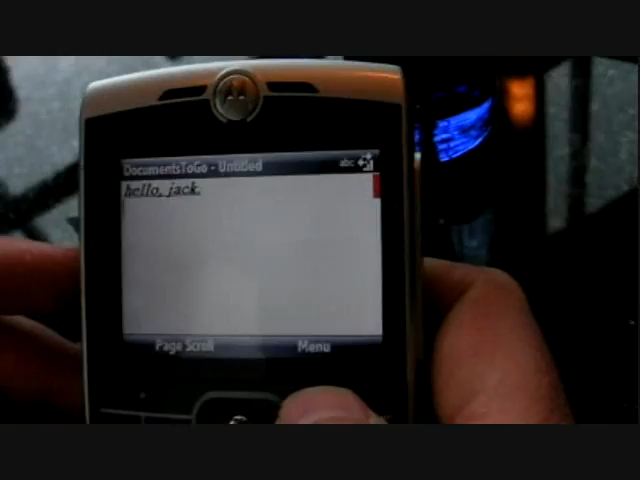 DocumentsToGo - Untitled
abc
hello, jack.
Page Scroll
Menu